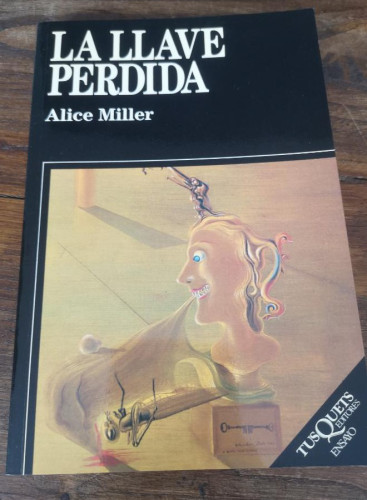 LA LLAVE
PERDIDA
Alice Miller
TUSQUETS
EDITORES
ENSAYO